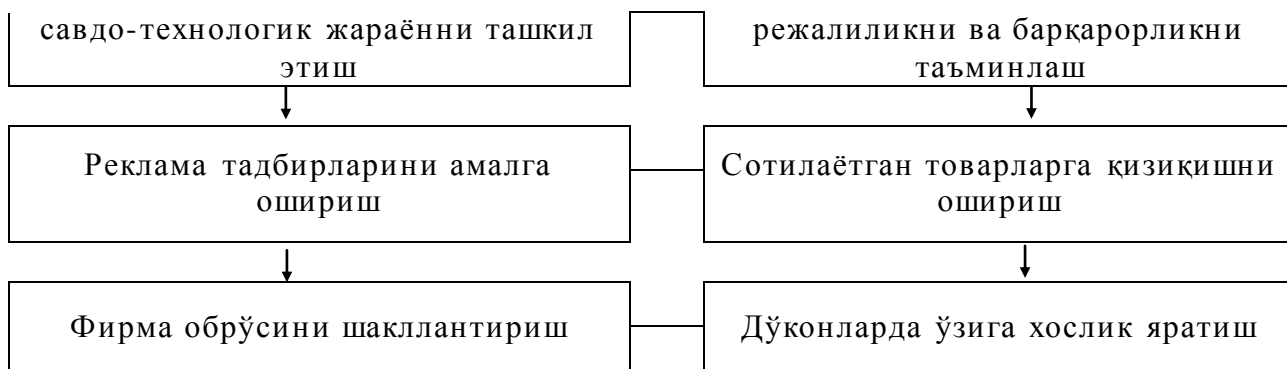 савдо-технологик жараённи ташкил
этиш
режалиликни ва барқарорликни
таъминлаш
Реклама тадбирларини амалга
ошириш
Сотилаётган товарларга қизиқишни
ошириш
Фирма обрўсини шакллантириш
Дўконларда ўзига хослик яратиш